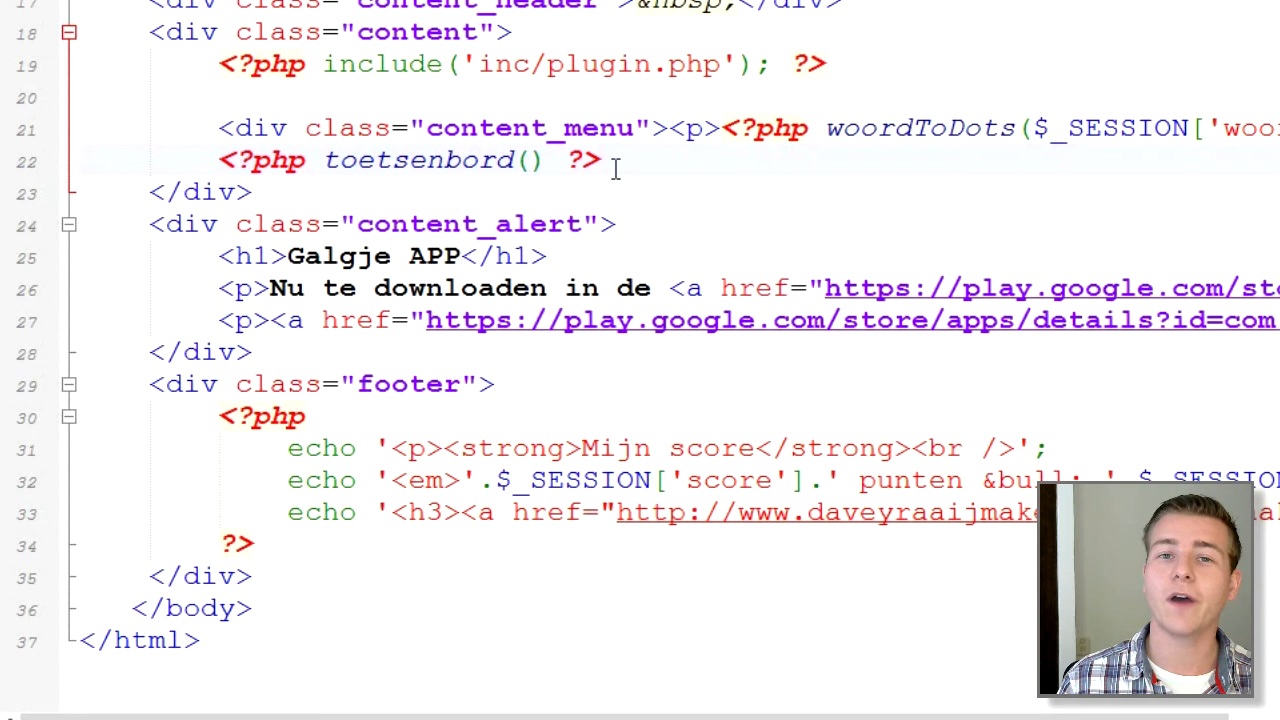 17 <div class="content_header">&nbsp;</div>
18 <div class="content">
19 <?php include('inc/plugin.php'); ?>
20
21 <div class="content_menu"><p><?php woordToDots($_SESSION['woor
22 <?php toetsenbord() ?>
23 </div>
24 <div class="content_alert">
25 <h1>Galgje APP</h1>
26 <p>Nu te downloaden in de <a href="https://play.google.com/sto
27 <p><a href="https://play.google.com/store/apps/details?id=com
28 </div>
29 <div class="footer">
30 <?php
31 echo '<p><strong>Mijn score</strong><br />';
32 echo '<em>'.$_SESSION['score'].' punten &bull; '.$_SESSION
33 echo '<h3><a href="http://www.daveyraaijmak
34 ?>
35 </div>
36 </body>
37 </html>